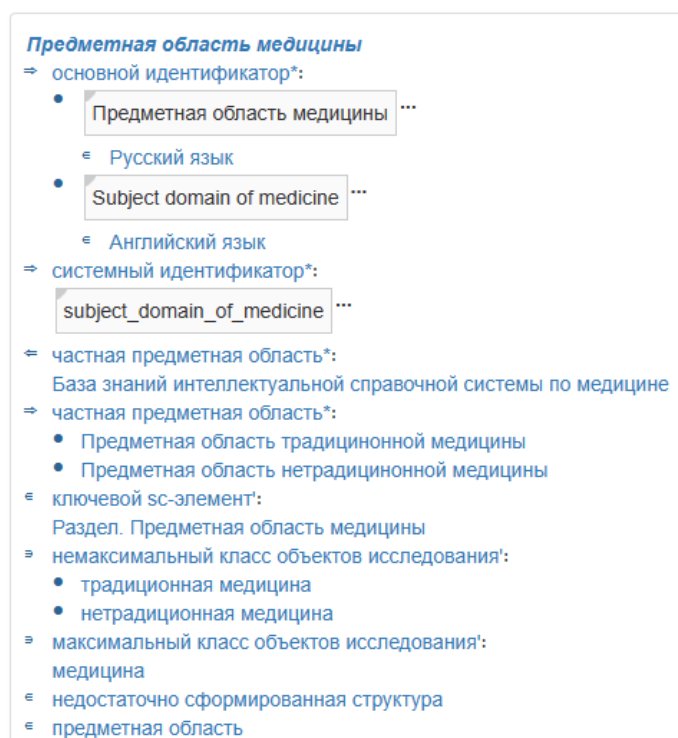 Предметная область медицины
⇒ основной идентификатор*:
• Предметная область медицины ...
∊ Русский язык
• Subject domain of medicine ...
∊ Английский язык
⇒ системный идентификатор*:
subject_domain_of_medicine ...
⇐ частная предметная область*:
База знаний интеллектуальной справочной системы по медицине
⇒ частная предметная область*:
• Предметная область традицинонной медицины
• Предметная область нетрадицинонной медицины
∊ ключевой sc-элемент':
Раздел. Предметная область медицины
∍ немаксимальный класс объектов исследования':
• традиционная медицина
• нетрадиционная медицина
∍ максимальный класс объектов исследования':
медицина
∊ недостаточно сформированная структура
∊ предметная область